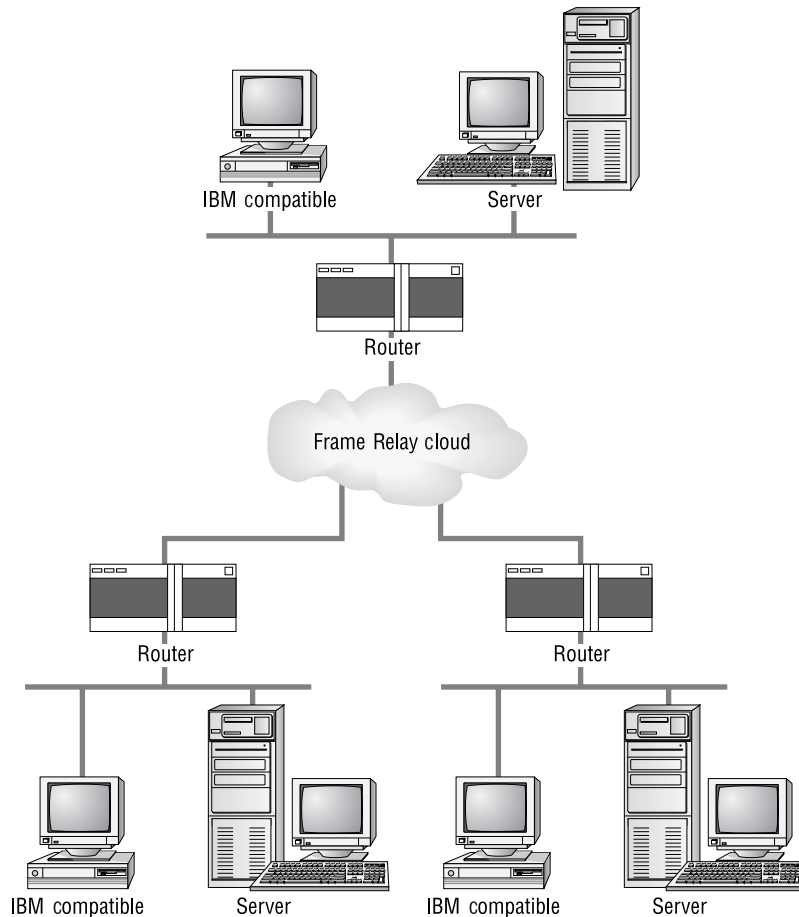 IBM compatible
Server
Router
Frame Relay cloud
Router
Router
IBM compatible
Server
IBM compatible
Server